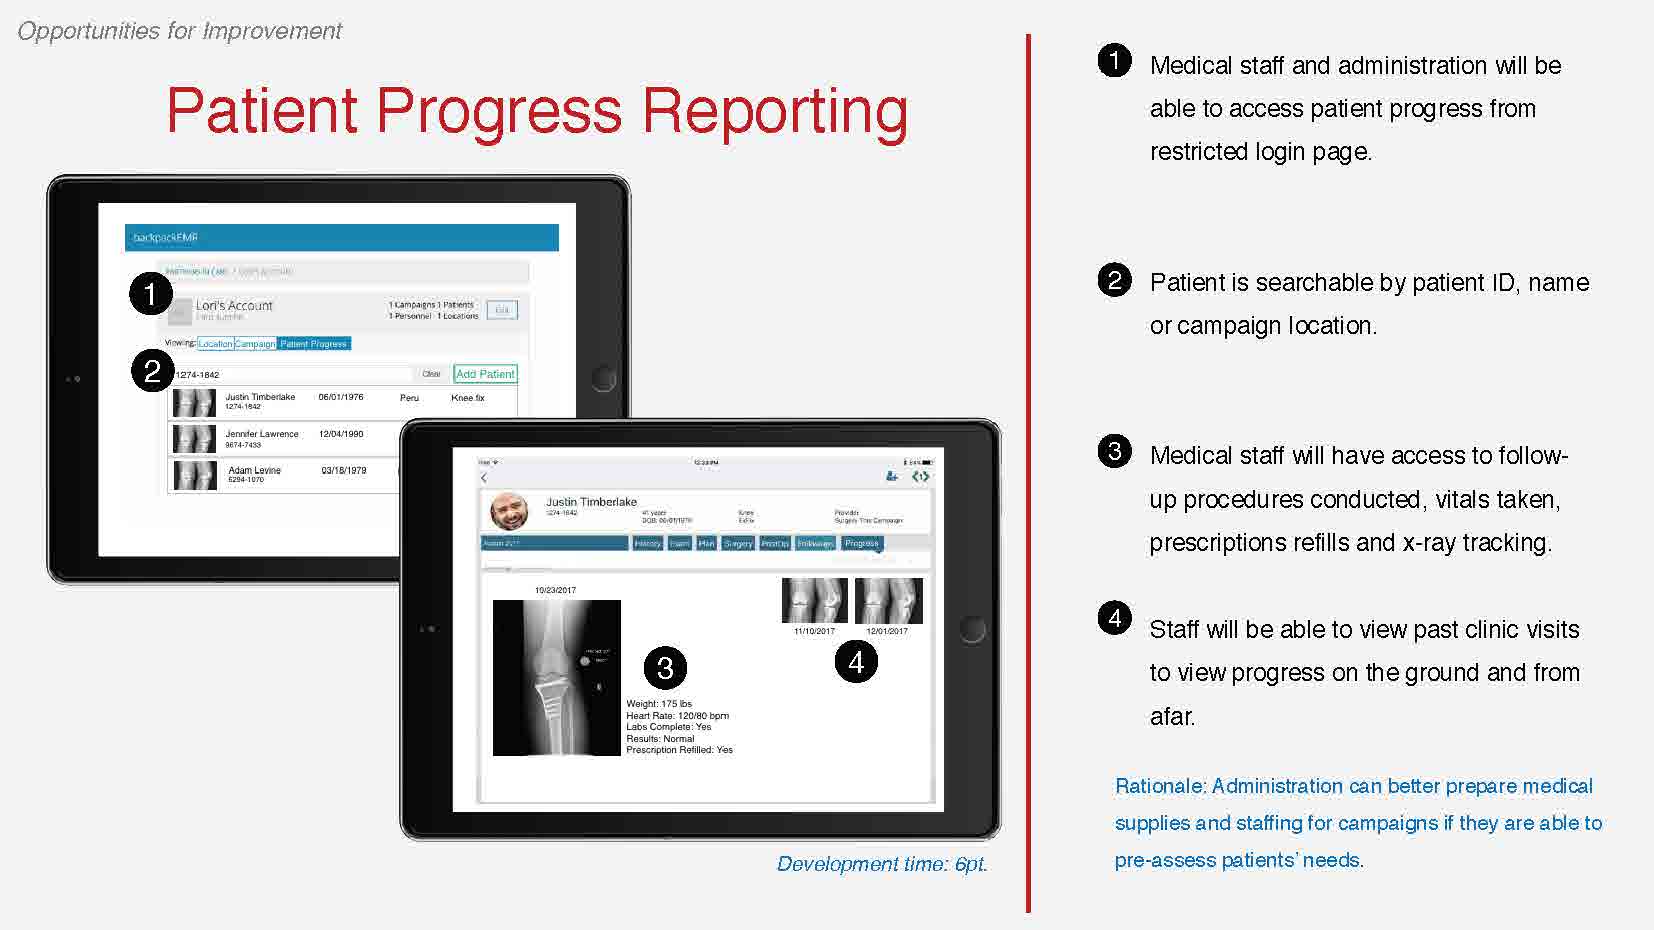 Opportunities for Improvement
Patient Progress Reporting
backpackEMR
1
Lori's Account
1 Campaigns 1 Patients
1 Personnel 1 Locations
Edit
Viewing: Location Campaign Patient Progress
2
1274-1842
Clear
Add Patient
Justin Timberlake 06/01/1976 Peru Knee fix
1274-1842
Jennifer Lawrence 12/04/1990
9674-7433
Adam Levine 03/18/1979
5294-1070
12:33 PM
Justin Timberlake
1274-1842
41 years
DOB: 06/01/1976
Knee
ExFix
Provider
Surgery This Campaign
August 2017
History Exam Plan Surgery PostOp Followups Progress
10/23/2017
11/10/2017 12/01/2017
3
4
Weight: 175 lbs
Heart Rate: 120/80 bpm
Labs Complete: Yes
Results: Normal
Prescription Refilled: Yes
Development time: 6pt.
1 Medical staff and administration will be
able to access patient progress from
restricted login page.
2 Patient is searchable by patient ID, name
or campaign location.
3 Medical staff will have access to follow-
up procedures conducted, vitals taken,
prescriptions refills and x-ray tracking.
4 Staff will be able to view past clinic visits
to view progress on the ground and from
afar.
Rationale: Administration can better prepare medical
supplies and staffing for campaigns if they are able to
pre-assess patients' needs.